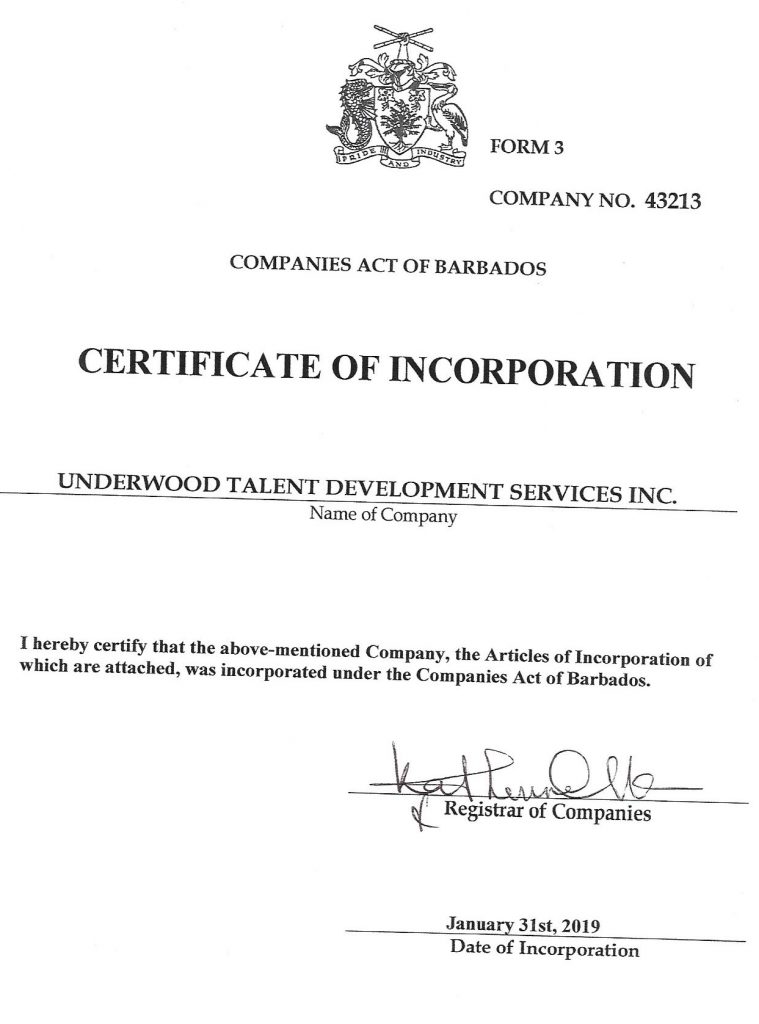 PRIDE AND INDUSTRY
FORM 3
COMPANY NO. 43213
COMPANIES ACT OF BARBADOS
CERTIFICATE OF INCORPORATION
UNDERWOOD TALENT DEVELOPMENT SERVICES INC.
Name of Company
I hereby certify that the above-mentioned Company, the Articles of Incorporation of
which are attached, was incorporated under the Companies Act of Barbados.
Registrar of Companies
January 31st, 2019
Date of Incorporation